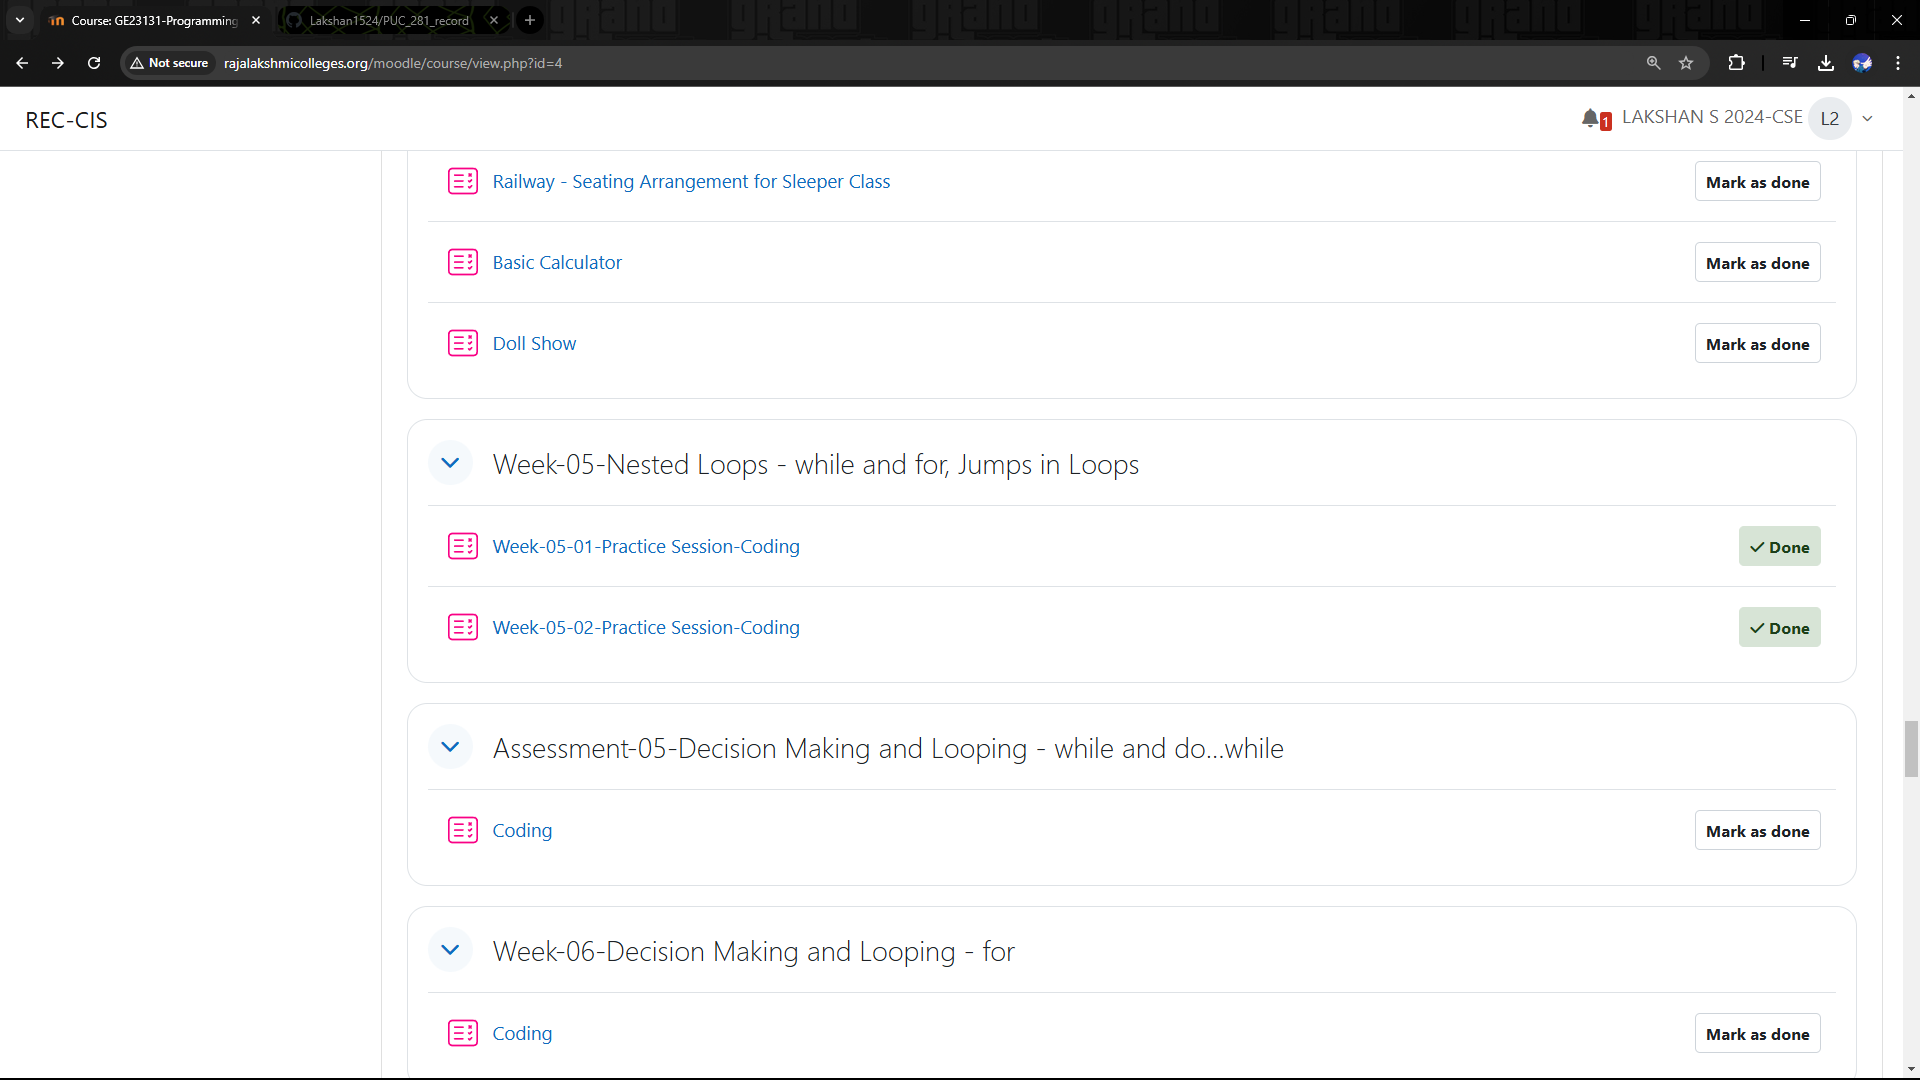 Course: GE23131-Programming
Lakshan1524/PUC_281_record
Not secure
rajalakshmicolleges.org/moodle/course/view.php?id=4
REC-CIS
1
LAKSHAN S 2024-CSE
L2
Railway - Seating Arrangement for Sleeper Class
Mark as done
Basic Calculator
Mark as done
Doll Show
Mark as done
Week-05-Nested Loops - while and for, Jumps in Loops
Week-05-01-Practice Session-Coding
Done
Week-05-02-Practice Session-Coding
Done
Assessment-05-Decision Making and Looping - while and do...while
Coding
Mark as done
Week-06-Decision Making and Looping - for
Coding
Mark as done